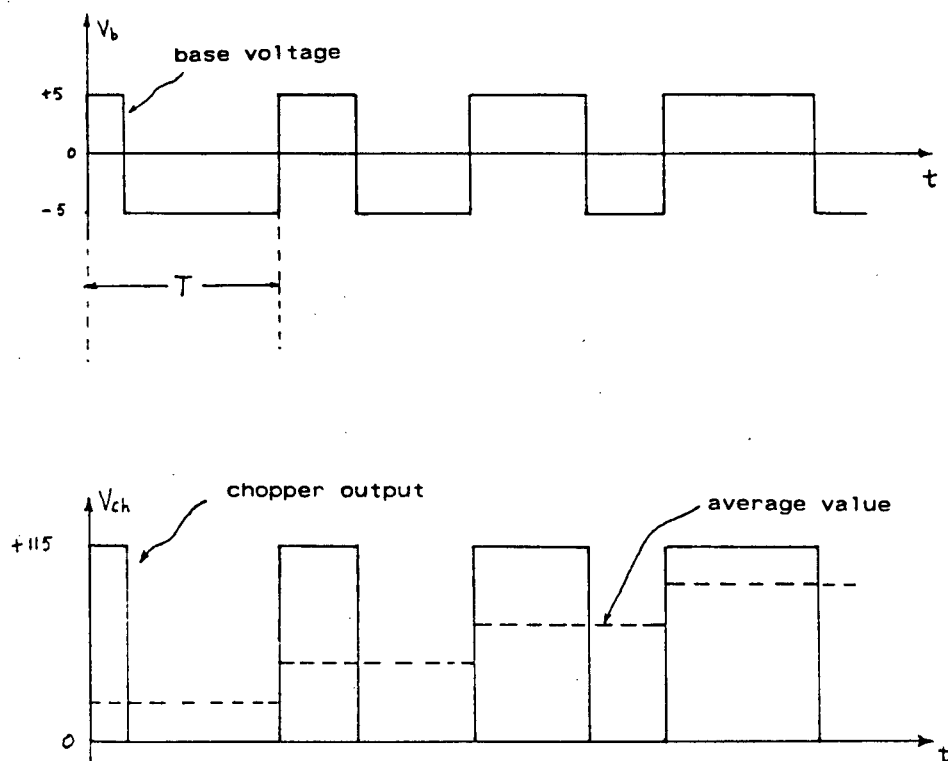 V_b
base voltage
+5
0
t
-5
T
V_ch
chopper output
average value
+115
0
t